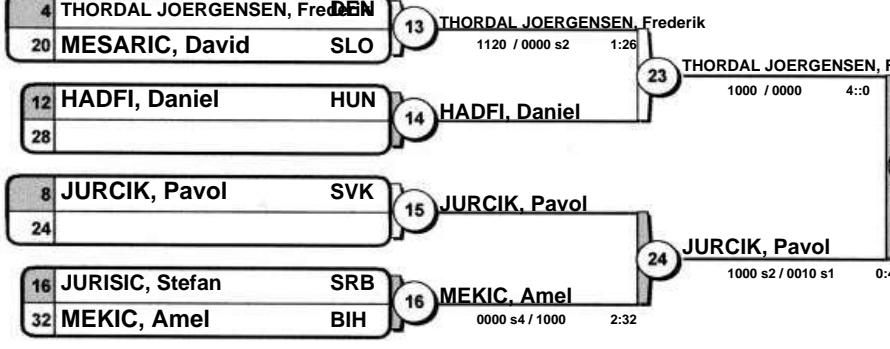 4 THORDAL JOERGENSEN, Frederik DEN
20 MESARIC, David SLO
13 THORDAL JOERGENSEN, Frederik
1120 / 0000 s2 1:26
12 HADFI, Daniel HUN
28
14 HADFI, Daniel
23 THORDAL JOERGENSEN, F
1000 / 0000 4::0
8 JURCIK, Pavol SVK
24
15 JURCIK, Pavol
16 JURISIC, Stefan SRB
32 MEKIC, Amel BIH
16 MEKIC, Amel
0000 s4 / 1000 2:32
24 JURCIK, Pavol
1000 s2 / 0010 s1 0:4